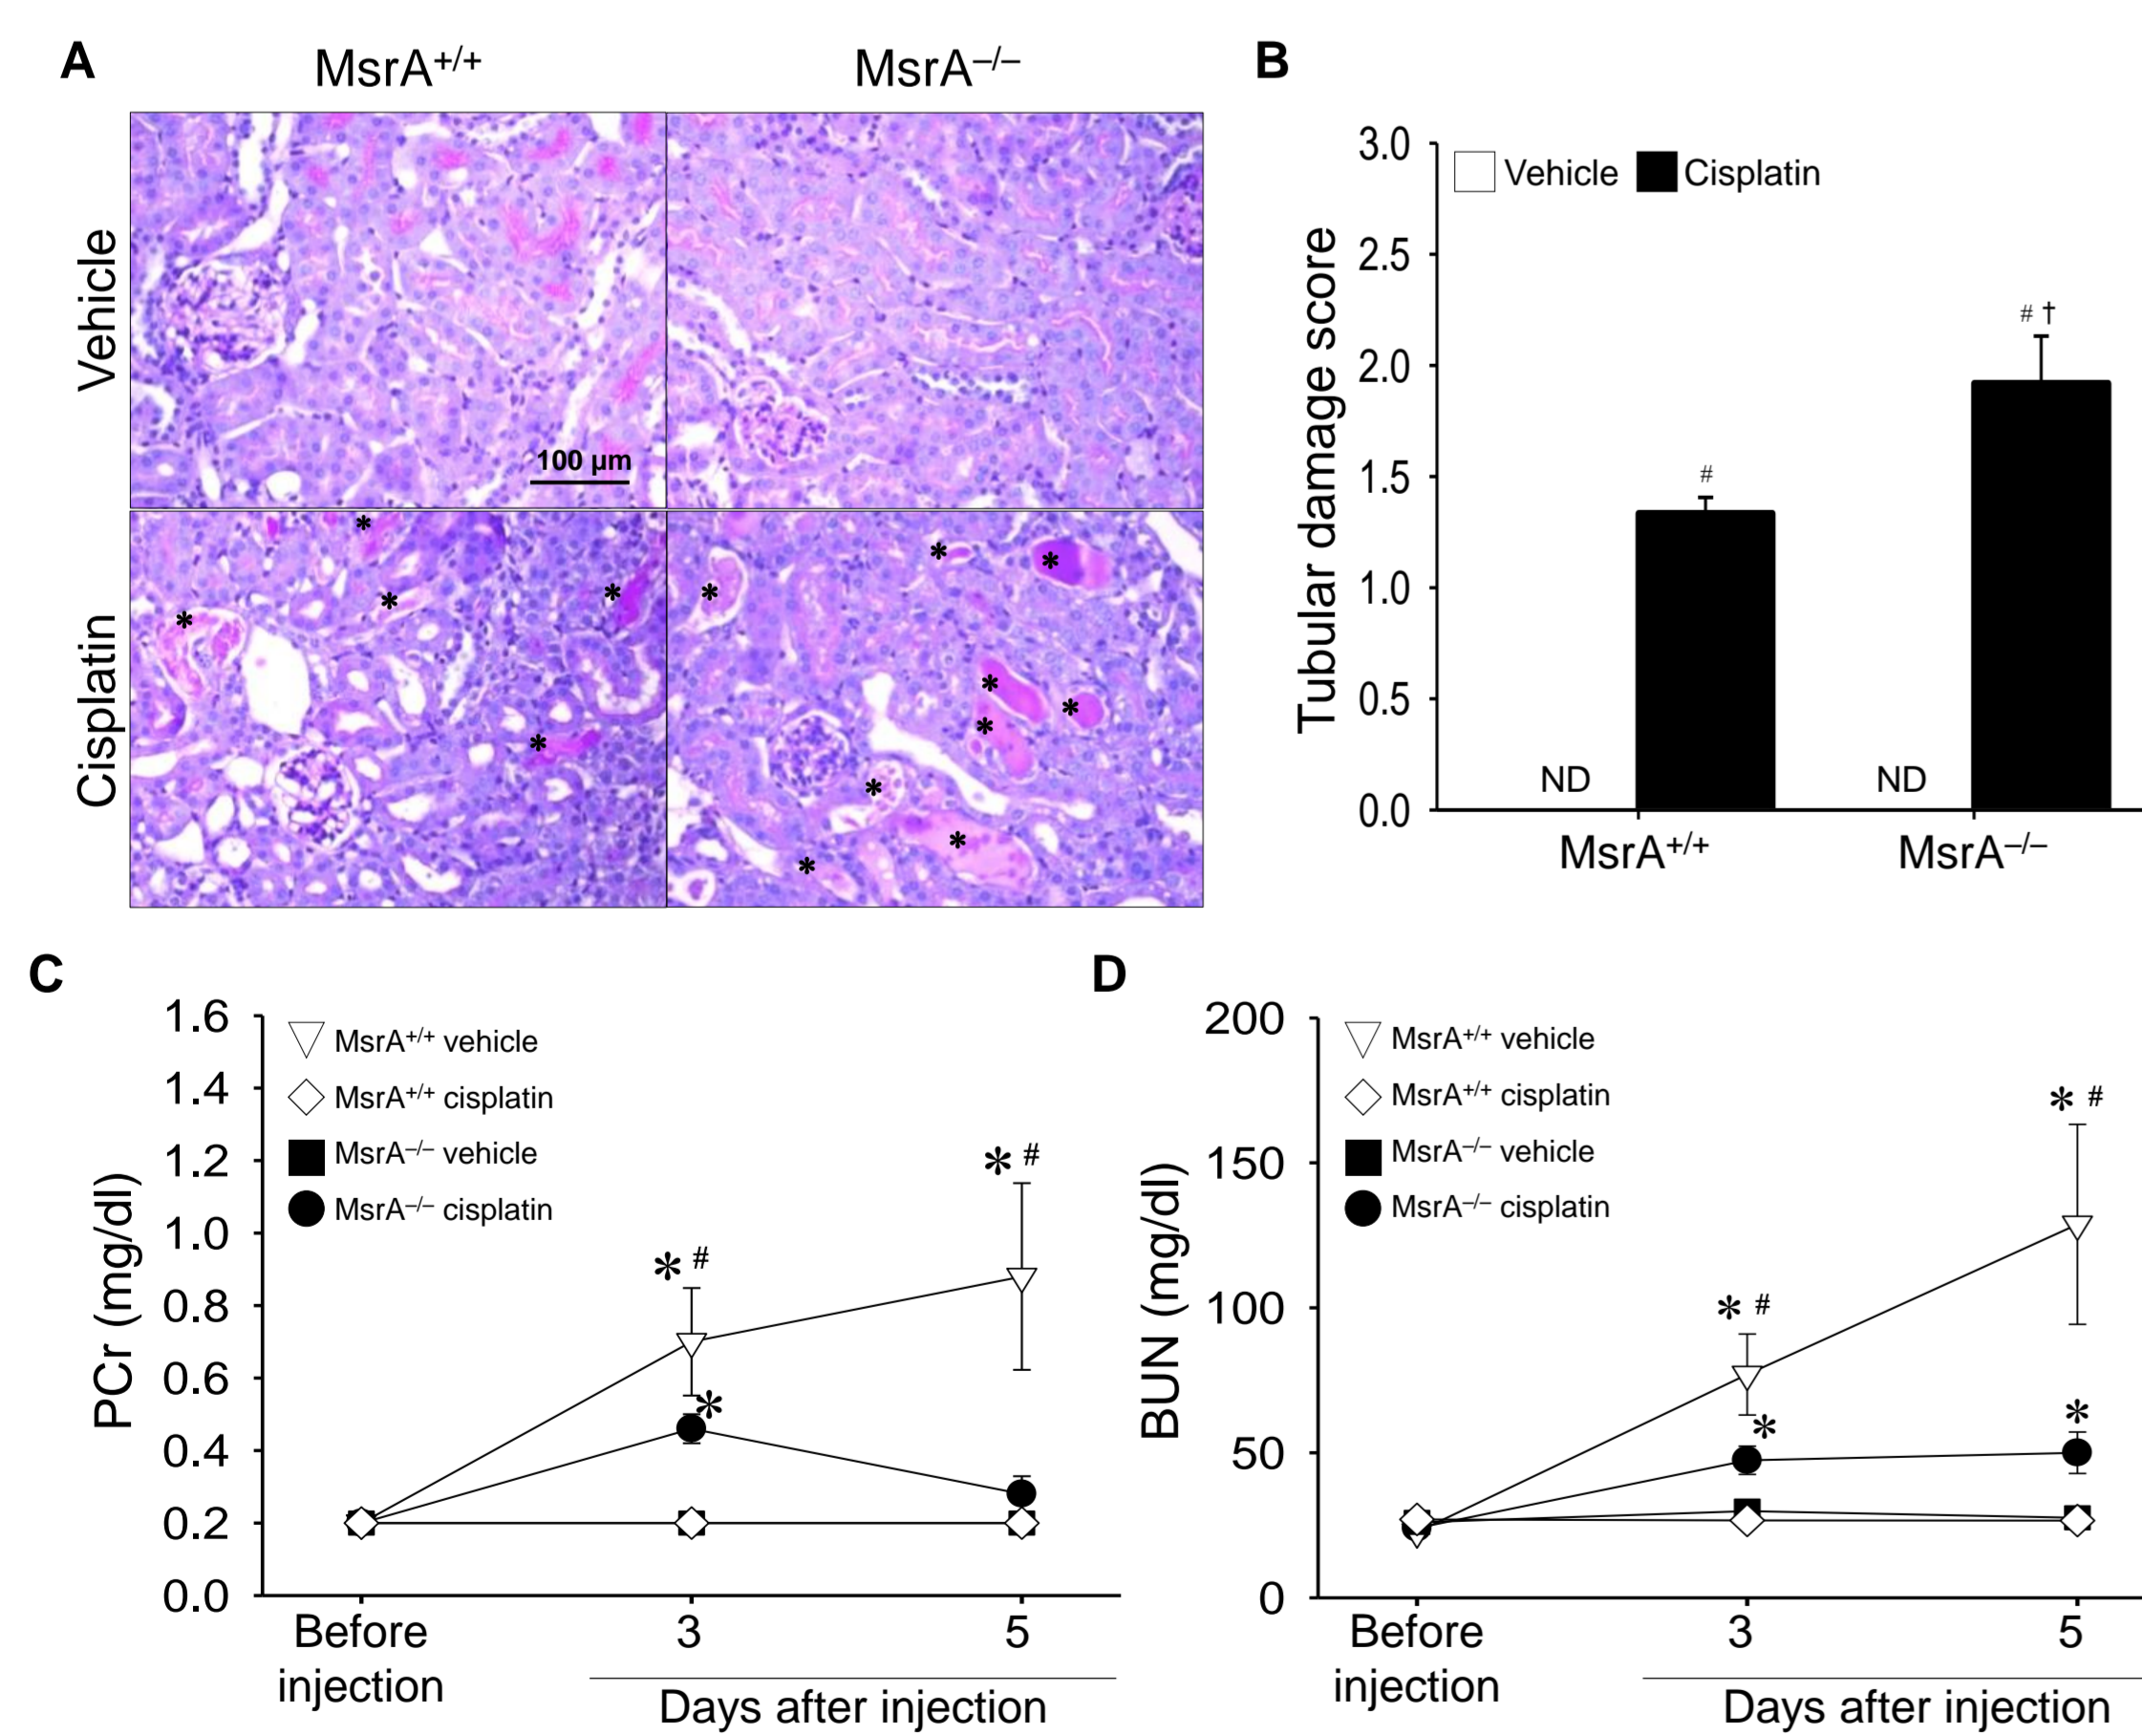 A
MsrA+/+
MsrA–/–
Vehicle
Cisplatin
100 μm
*
*
*
*
*
*
*
*
*
*
*
*
*
*
B
Tubular damage score
3.0
2.5
2.0
1.5
1.0
0.5
0.0
Vehicle
Cisplatin
#
# †
ND
ND
MsrA+/+
MsrA–/–
C
PCr (mg/dl)
1.6
1.4
1.2
1.0
0.8
0.6
0.4
0.2
0.0
MsrA+/+ vehicle
MsrA+/+ cisplatin
MsrA–/– vehicle
MsrA–/– cisplatin
* #
*
* #
Before
injection
3
5
Days after injection
D
BUN (mg/dl)
200
150
100
50
0
MsrA+/+ vehicle
MsrA+/+ cisplatin
MsrA–/– vehicle
MsrA–/– cisplatin
* #
*
* #
*
Before
injection
3
5
Days after injection